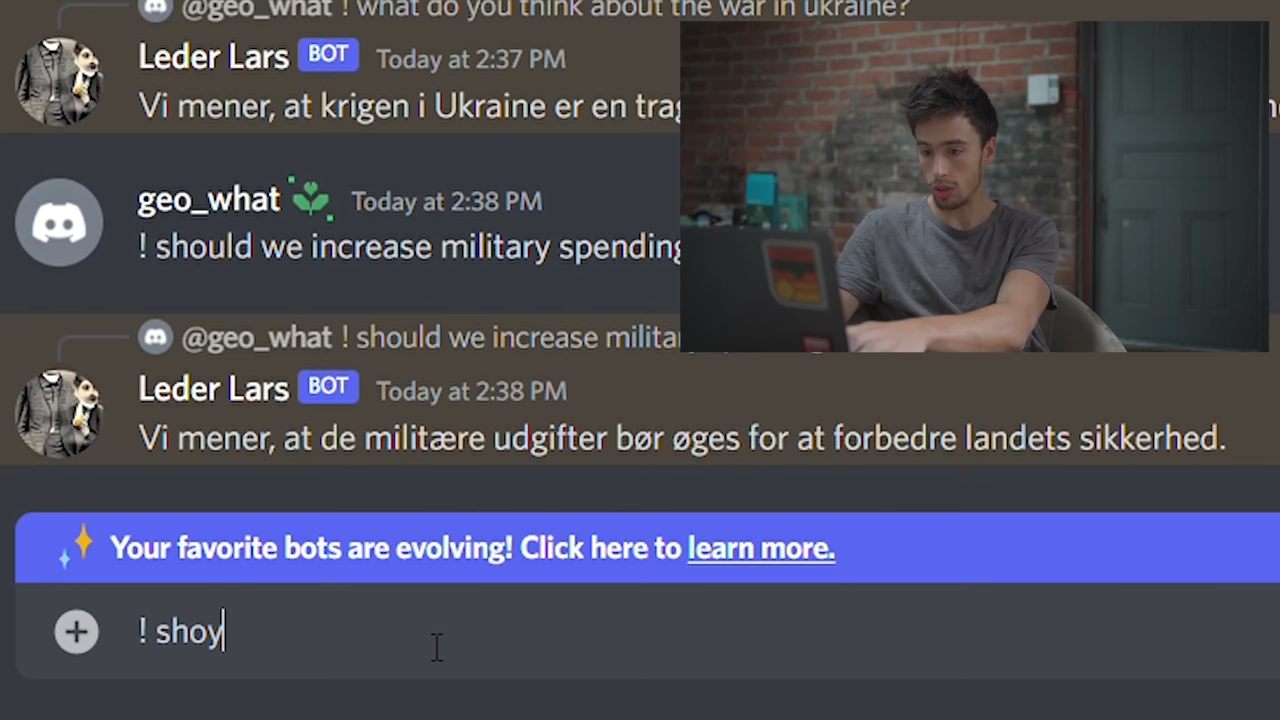 @geo_what ! what do you think about the war in ukraine?
Leder Lars BOT Today at 2:37 PM
Vi mener, at krigen i Ukraine er en
geo_what Today at 2:38 PM
! should we increase military spending
@geo_what ! should we increase
Leder Lars BOT Today at 2:38 PM
Vi mener, at de militære udgifter bør øges for at forbedre landets sikkerhed.
Your favorite bots are evolving! Click here to learn more.
! shoy